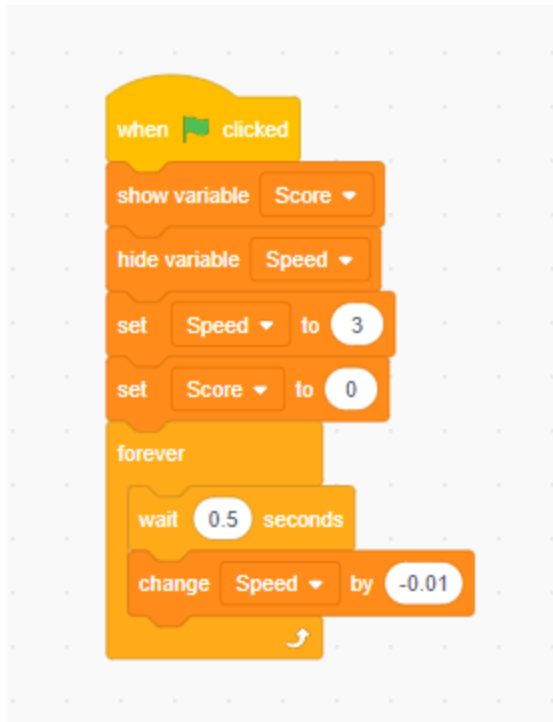 when clicked
show variable Score
hide variable Speed
set Speed to 3
set Score to 0
forever
wait 0.5 seconds
change Speed by -0.01